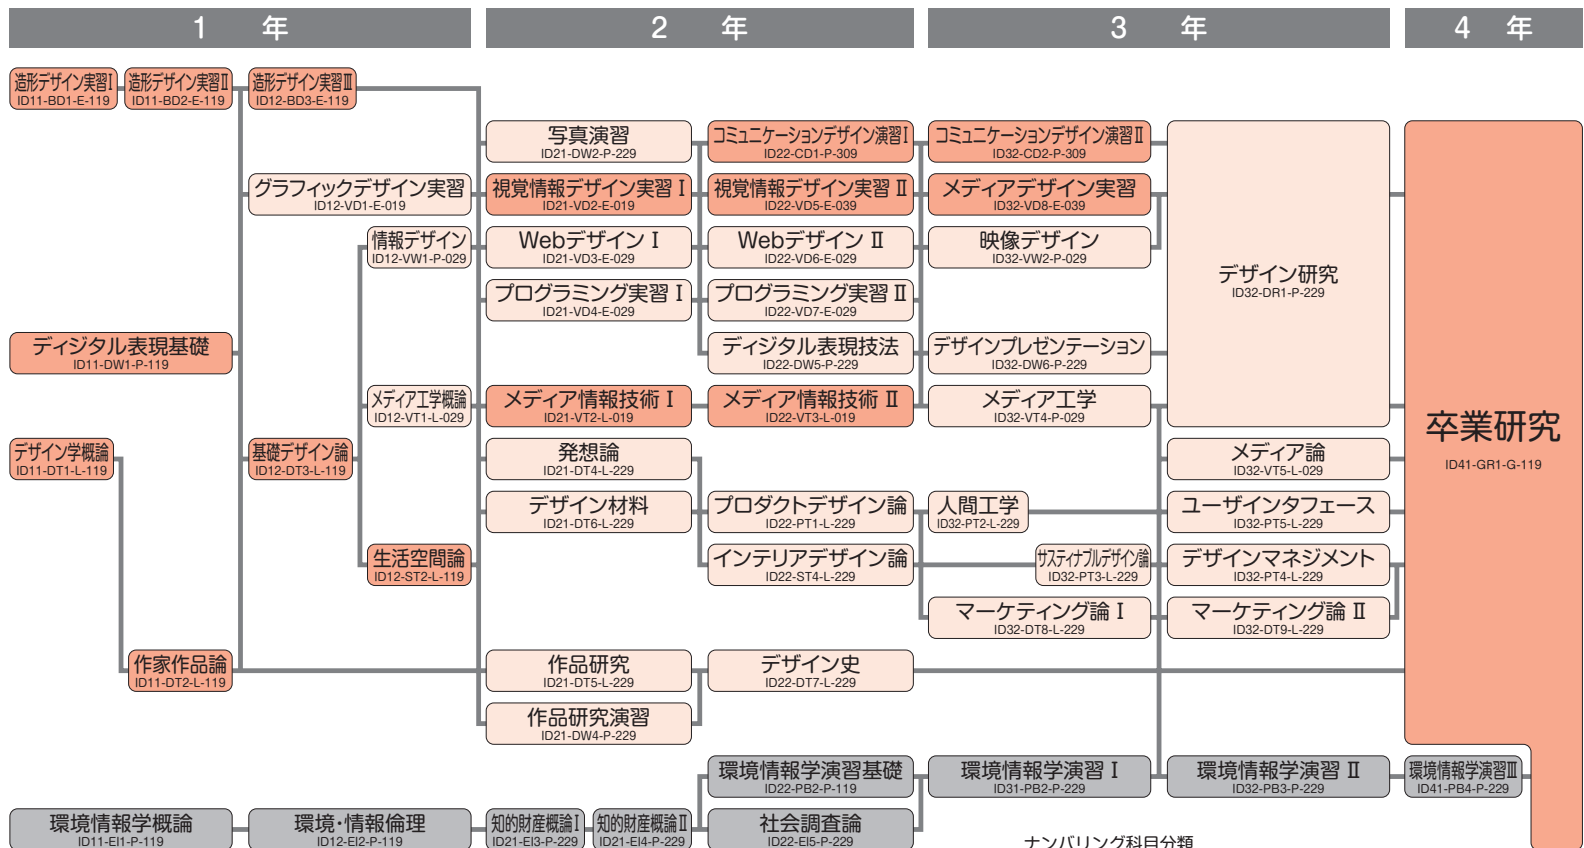 1 年
2 年
3 年
4 年
造形デザイン実習Ⅰ
ID11-BD1-E-119
造形デザイン実習Ⅱ
ID11-BD2-E-119
造形デザイン実習Ⅲ
ID12-BD3-E-119
写真演習
ID21-DW2-P-229
コミュニケーションデザイン演習Ⅰ
ID22-CD1-P-309
コミュニケーションデザイン演習Ⅱ
ID32-CD2-P-309
グラフィックデザイン実習
ID12-VD1-E-019
視覚情報デザイン実習 Ⅰ
ID21-VD2-E-019
視覚情報デザイン実習 Ⅱ
ID22-VD5-E-039
メディアデザイン実習
ID32-VD8-E-039
情報デザイン
ID12-VW1-P-029
Webデザイン Ⅰ
ID21-VD3-E-029
Webデザイン Ⅱ
ID22-VD6-E-029
映像デザイン
ID32-VW2-P-029
デザイン研究
ID32-DR1-P-229
プログラミング実習 Ⅰ
ID21-VD4-E-029
プログラミング実習 Ⅱ
ID22-VD7-E-029
ディジタル表現基礎
ID11-DW1-P-119
ディジタル表現技法
ID22-DW5-P-229
デザインプレゼンテーション
ID32-DW6-P-229
メディア工学概論
ID12-VT1-L-029
メディア情報技術 Ⅰ
ID21-VT2-L-019
メディア情報技術 Ⅱ
ID22-VT3-L-019
メディア工学
ID32-VT4-P-029
卒業研究
ID41-GR1-G-119
デザイン学概論
ID11-DT1-L-119
基礎デザイン論
ID12-DT3-L-119
発想論
ID21-DT4-L-229
メディア論
ID32-VT5-L-029
デザイン材料
ID21-DT6-L-229
プロダクトデザイン論
ID22-PT1-L-229
人間工学
ID32-PT2-L-229
ユーザインタフェース
ID32-PT5-L-229
生活空間論
ID12-ST2-L-119
インテリアデザイン論
ID22-ST4-L-229
サスティナブルデザイン論
ID32-PT3-L-229
デザインマネジメント
ID32-PT4-L-229
マーケティング論 Ⅰ
ID32-DT8-L-229
マーケティング論 Ⅱ
ID32-DT9-L-229
作家作品論
ID11-DT2-L-119
作品研究
ID21-DT5-L-229
デザイン史
ID22-DT7-L-229
作品研究演習
ID21-DW4-P-229
環境情報学演習基礎
ID22-PB2-P-119
環境情報学演習 Ⅰ
ID31-PB2-P-229
環境情報学演習 Ⅱ
ID32-PB3-P-229
環境情報学演習Ⅲ
ID41-PB4-P-229
環境情報学概論
ID11-EI1-P-119
環境・情報倫理
ID12-EI2-P-119
知的財産概論Ⅰ
ID21-EI3-P-229
知的財産概論Ⅱ
ID21-EI4-P-229
社会調査論
ID22-EI5-P-229
ナンバリング科目分類